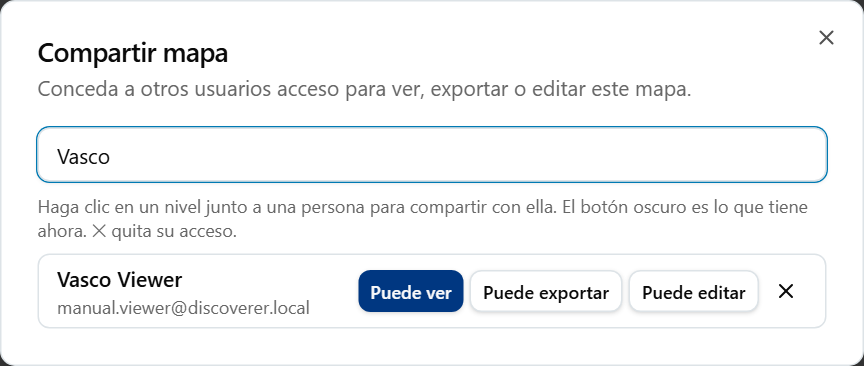 Compartir mapa
Conceda a otros usuarios acceso para ver, exportar o editar este mapa.
Vasco
Haga clic en un nivel junto a una persona para compartir con ella. El botón oscuro es lo que tiene
ahora. ✕ quita su acceso.
Vasco Viewer
manual.viewer@discoverer.local
Puede ver
Puede exportar
Puede editar